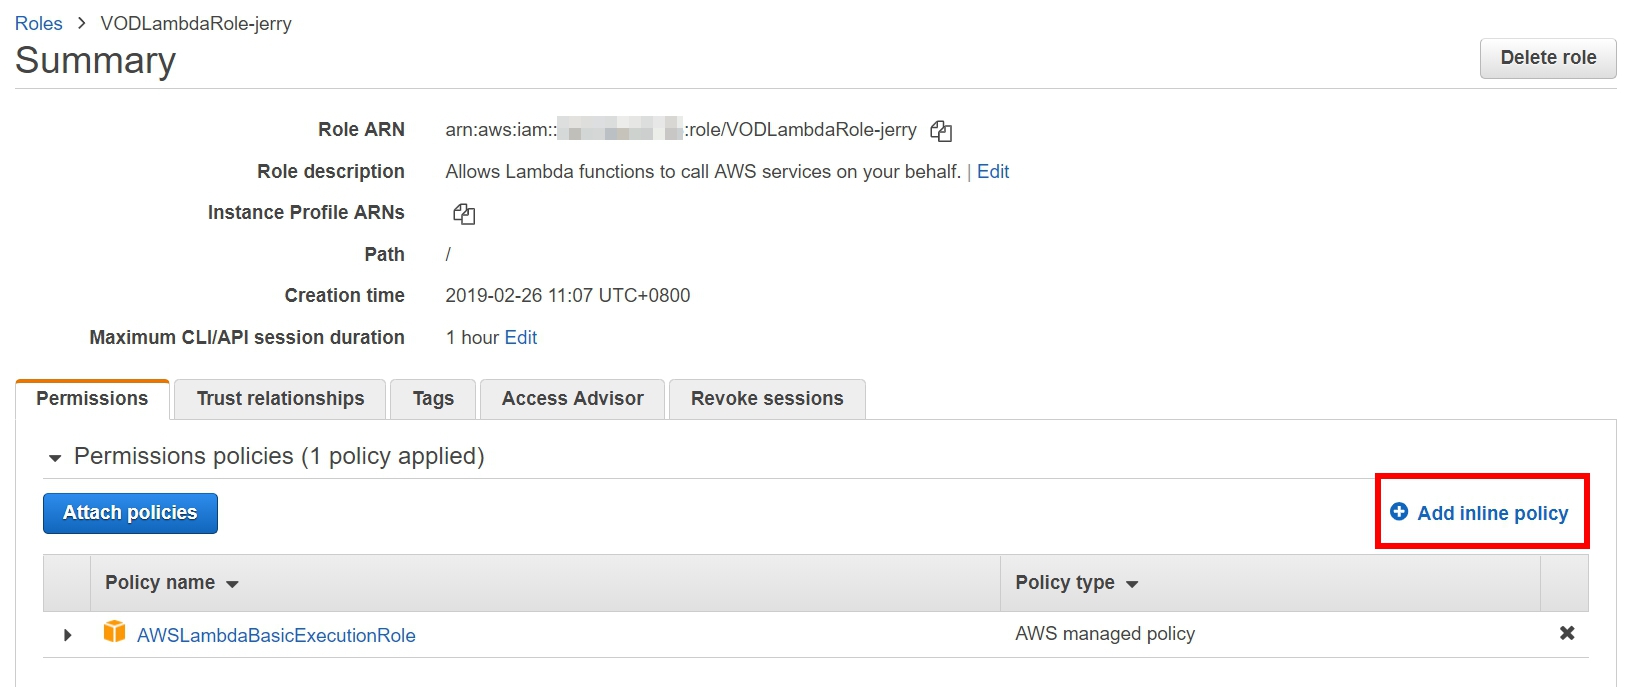 Roles > VODLambdaRole-jerry
Summary
Delete role
Role ARN arn:aws:iam:: :role/VODLambdaRole-jerry
Role description Allows Lambda functions to call AWS services on your behalf. | Edit
Instance Profile ARNs
Path /
Creation time 2019-02-26 11:07 UTC+0800
Maximum CLI/API session duration 1 hour Edit
Permissions Trust relationships Tags Access Advisor Revoke sessions
Permissions policies (1 policy applied)
Attach policies Add inline policy
Policy name Policy type
AWSLambdaBasicExecutionRole AWS managed policy